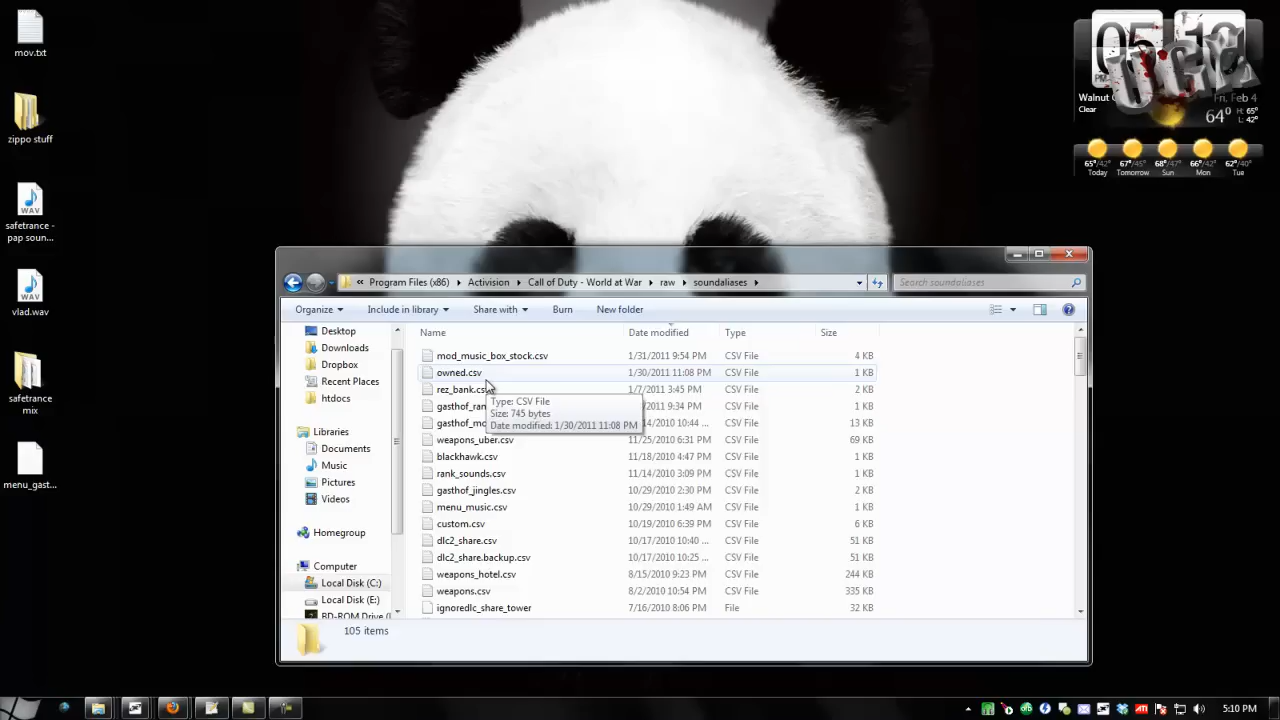 mov.txt
zippo stuff
WAV
safetrance -
pap soun...
WAV
vlad.wav
safetrance
mix
menu_gast...
PM
Walnut
Clear
Fri, Feb 4
64°
H: 65°
L: 42°
65°/42°
67°/45°
68°/47°
66°/42°
62°/40°
Today
Tomorrow
Sun
Mon
Tue
« Program Files (x86) Activision Call of Duty - World at War raw soundaliases
Search soundaliases
Organize
Include in library
Share with
Burn
New folder
Desktop
Downloads
Dropbox
Recent Places
htdocs
Libraries
Documents
Music
Pictures
Videos
Homegroup
Computer
Local Disk (C:)
Local Disk (E:)
BD-ROM Drive (
Name Date modified Type Size
mod_music_box_stock.csv 1/31/2011 9:54 PM CSV File 4 KB
owned.csv 1/30/2011 11:08 PM CSV File 1 KB
rez_bank.csv 1/7/2011 3:45 PM CSV File 2 KB
gasthof_ran /2011 9:34 PM CSV File 1 KB
gasthof_mo 14/2010 10:44 ... CSV File 13 KB
Type: CSV File
Size: 745 bytes
Date modified: 1/30/2011 11:08 PM
weapons_uber.csv 11/25/2010 6:31 PM CSV File 69 KB
blackhawk.csv 11/18/2010 4:47 PM CSV File 1 KB
rank_sounds.csv 11/14/2010 3:09 PM CSV File 1 KB
gasthof_jingles.csv 10/29/2010 2:30 PM CSV File 2 KB
menu_music.csv 10/29/2010 1:49 AM CSV File 1 KB
custom.csv 10/19/2010 6:39 PM CSV File 6 KB
dlc2_share.csv 10/17/2010 10:40 ... CSV File 51 KB
dlc2_share.backup.csv 10/17/2010 10:25 ... CSV File 51 KB
weapons_hotel.csv 8/15/2010 9:23 PM CSV File 244 KB
weapons.csv 8/2/2010 10:54 PM CSV File 335 KB
ignoredlc_share_tower 7/16/2010 8:06 PM File 32 KB
105 items
5:10 PM